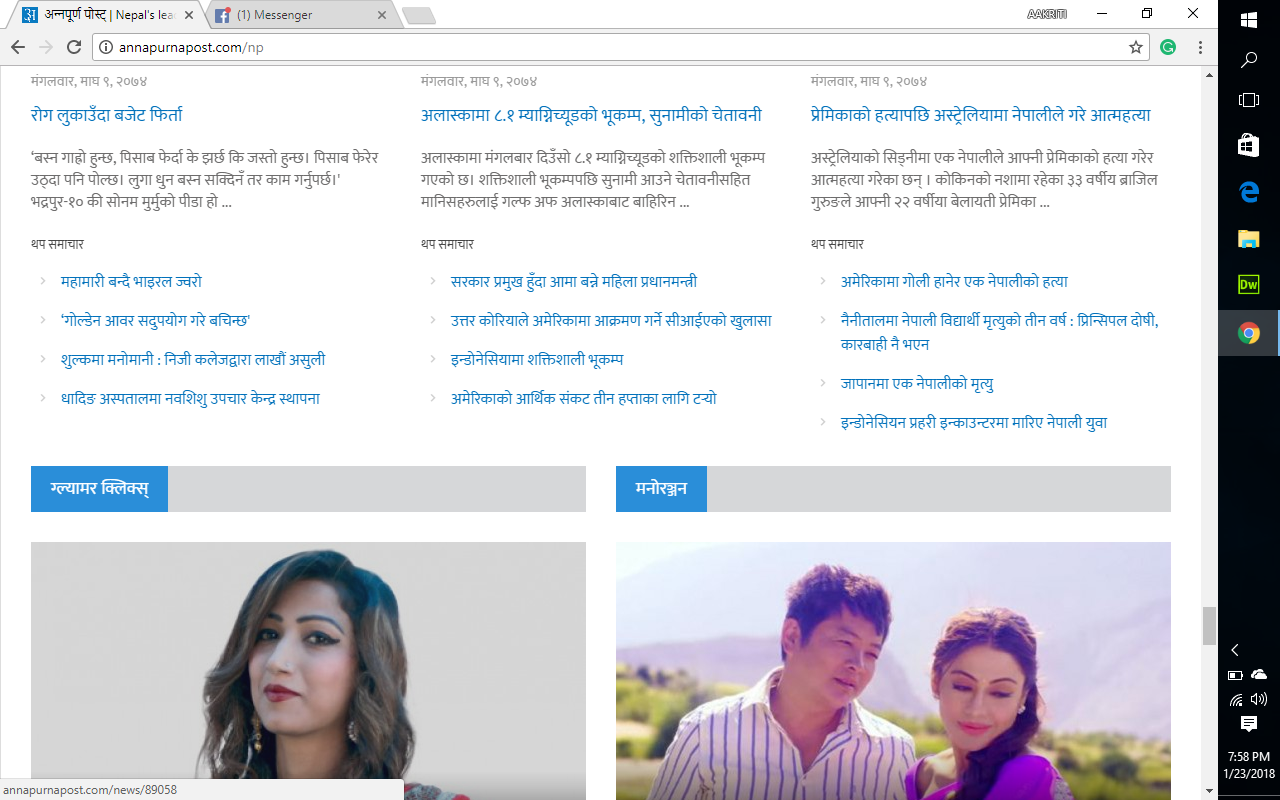 अन्नपूर्ण पोस्ट् | Nepal's lea
(1) Messenger
AAKRITI
annapurnapost.com/np
मंगलवार, माघ ९, २०७४
रोग लुकाउँदा बजेट फिर्ता
‘बस्न गाह्रो हुन्छ, पिसाब फेर्दा के झर्छ कि जस्तो हुन्छ। पिसाब फेरेर
उठ्दा पनि पोल्छ। लुगा धुन बस्न सक्दिनँ तर काम गर्नुपर्छ।'
भद्रपुर-१० की सोनम मुर्मुको पीडा हो ...
थप समाचार
महामारी बन्दै भाइरल ज्वरो
‘गोल्डेन आवर सदुपयोग गरे बचिन्छ'
शुल्कमा मनोमानी : निजी कलेजद्वारा लाखौं असुली
धादिङ अस्पतालमा नवशिशु उपचार केन्द्र स्थापना
मंगलवार, माघ ९, २०७४
अलास्कामा ८.१ म्याग्निच्यूडको भूकम्प, सुनामीको चेतावनी
अलास्कामा मंगलबार दिउँसो ८.१ म्याग्निच्यूडको शक्तिशाली भूकम्प
गएको छ। शक्तिशाली भूकम्पपछि सुनामी आउने चेतावनीसहित
मानिसहरुलाई गल्फ अफ अलास्काबाट बाहिरिन ...
थप समाचार
सरकार प्रमुख हुँदा आमा बन्ने महिला प्रधानमन्त्री
उत्तर कोरियाले अमेरिकामा आक्रमण गर्ने सीआईएको खुलासा
इन्डोनेसियामा शक्तिशाली भूकम्प
अमेरिकाको आर्थिक संकट तीन हप्ताका लागि टर्‍यो
मंगलवार, माघ ९, २०७४
प्रेमिकाको हत्यापछि अस्ट्रेलियामा नेपालीले गरे आत्महत्या
अस्ट्रेलियाको सिड्नीमा एक नेपालीले आफ्नी प्रेमिकाको हत्या गरेर
आत्महत्या गरेका छन् । कोकिनको नशामा रहेका ३३ वर्षीय ब्राजिल
गुरुङले आफ्नी २२ वर्षीया बेलायती प्रेमिका ...
थप समाचार
अमेरिकामा गोली हानेर एक नेपालीको हत्या
नैनीतालमा नेपाली विद्यार्थी मृत्युको तीन वर्ष : प्रिन्सिपल दोषी,
कारबाही नै भएन
जापानमा एक नेपालीको मृत्यु
इन्डोनेसियन प्रहरी इन्काउन्टरमा मारिए नेपाली युवा
ग्ल्यामर क्लिक्स्
मनोरञ्जन
annapurnapost.com/news/89058
Dw
7:58 PM
1/23/2018